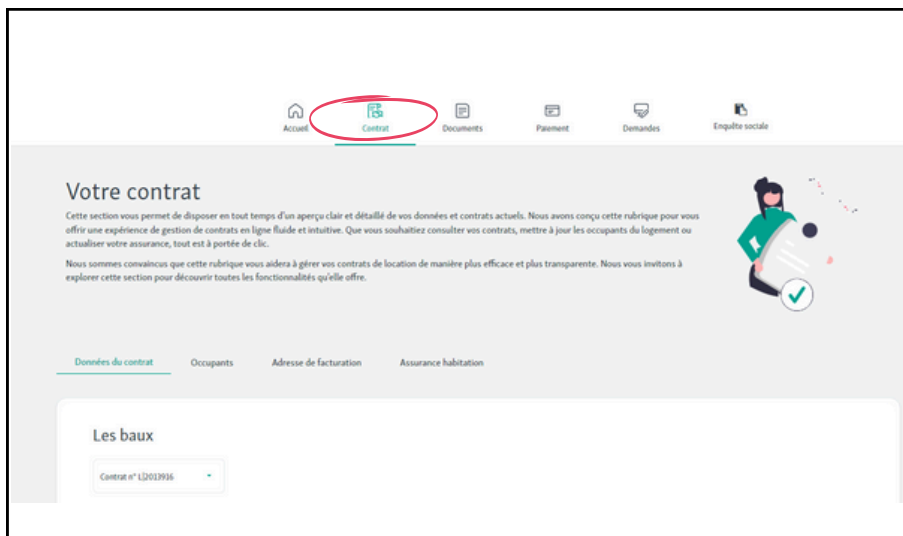 Accueil Contrat Documents Paiement Demandes Enquête sociale
Votre contrat
Cette section vous permet de disposer en tout temps d'un aperçu clair et détaillé de vos données et contrats actuels. Nous avons conçu cette rubrique pour vous
offrir une expérience de gestion de contrats en ligne fluide et intuitive. Que vous souhaitiez consulter vos contrats, mettre à jour les occupants du logement ou
actualiser votre assurance, tout est à portée de clic.
Nous sommes convaincus que cette rubrique vous aidera à gérer vos contrats de location de manière plus efficace et plus transparente. Nous vous invitons à
explorer cette section pour découvrir toutes les fonctionnalités qu'elle offre.
Données du contrat Occupants Adresse de facturation Assurance habitation
Les baux
Contrat n° L|2013916